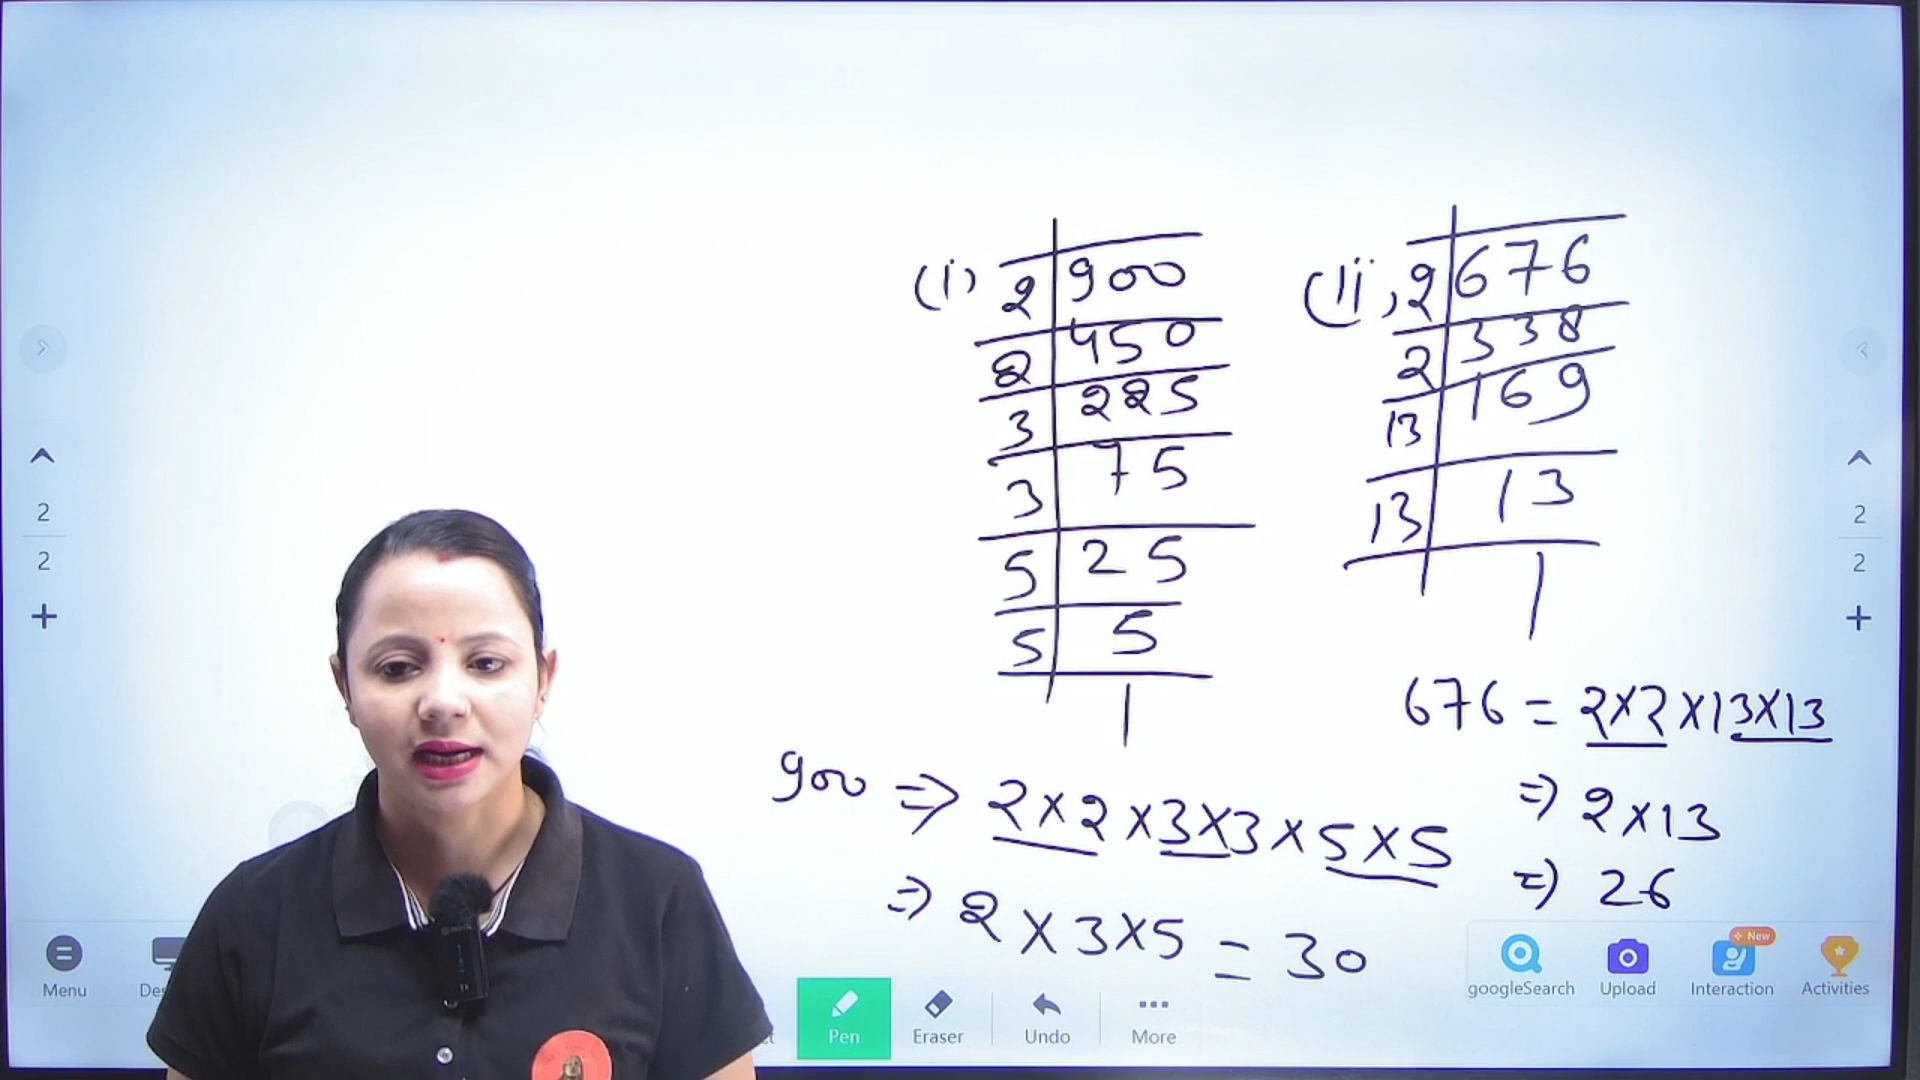 (i) 2 | 900
2 | 450
3 | 225
3 | 75
5 | 25
5 | 5
1
900 ⇒ 2×2×3×3×5×5
⇒ 2×3×5 = 30
(ii) 2 | 676
2 | 338
13 | 169
13 | 13
1
676 = 2×2×13×13
⇒ 2×13
⇒ 26
2
2
2
2
Menu
Pen
Eraser
Undo
More
googleSearch
Upload
Interaction
New
Activities